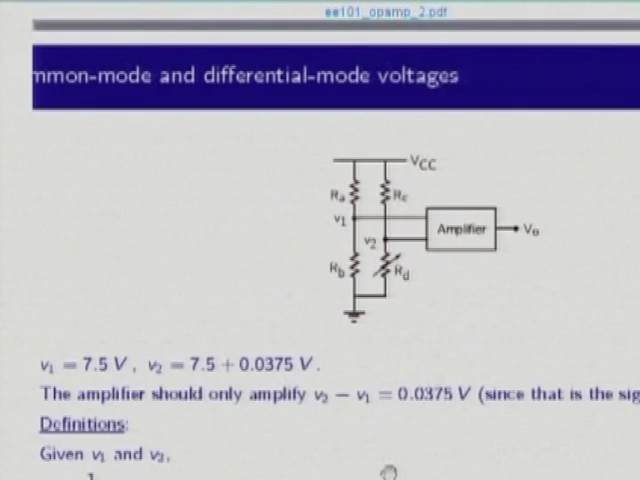 ee101_opamp_2.pdf
mmon-mode and differential-mode voltages
VCC
Ra
Rc
v1
Amplifier
Vo
v2
Rb
Rd
v1 = 7.5 V , v2 = 7.5 + 0.0375 V .
The amplifier should only amplify v2 − v1 = 0.0375 V (since that is the sig
Definitions:
Given v1 and v2,
1